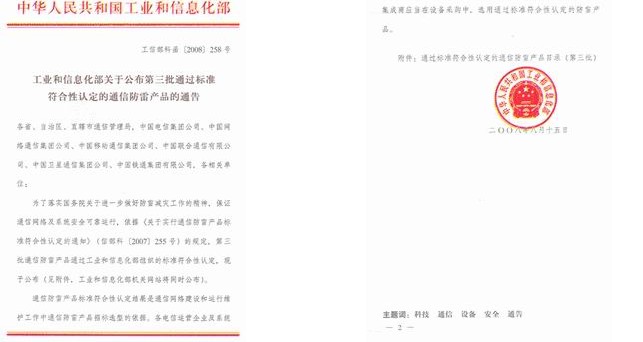 中华人民共和国工业和信息化部
工信部科函〔2008〕258号
工业和信息化部关于公布第三批通过标准
符合性认定的通信防雷产品的通告
各省、自治区、直辖市通信管理局，中国电信集团公司、中国网
络通信集团公司、中国移动通信集团公司、中国联合通信有限公
司、中国卫星通信集团公司、中国铁通集团有限公司，各相关单
位：
为了落实国务院关于进一步做好防雷减灾工作的精神，保证
通信网络及系统安全可靠运行，依据《关于实行通信防雷产品标
准符合性认定的通知》（信部科〔2007〕255号）的规定，第三
批通信防雷产品通过工业和信息化部组织的标准符合性认定，现
予公布（见附件，工业和信息化部机关网站将同时公布）。
通信防雷产品标准符合性认定结果是通信网络建设和运行维
护工作中通信防雷产品招标选型的依据。各电信运营企业及系统
集成商应当在设备采购中，选用通过标准符合性认定的防雷产
品。
附件：通过标准符合性认定的通信防雷产品目录（第三批）
中华人民共和国工业和信息化部
二〇〇八年八月十五日
主题词：科技 通信 设备 安全 通告
— 2 —